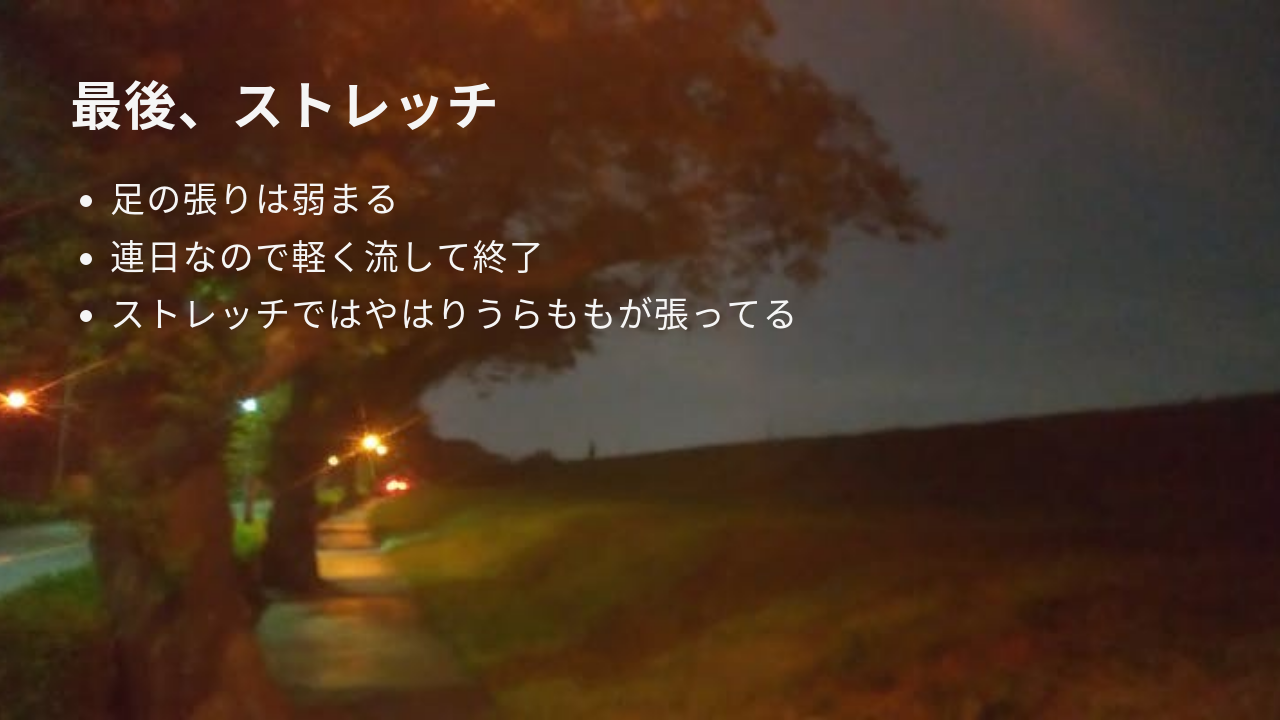 最後、ストレッチ
足の張りは弱まる
連日なので軽く流して終了
ストレッチではやはりうらももが張ってる